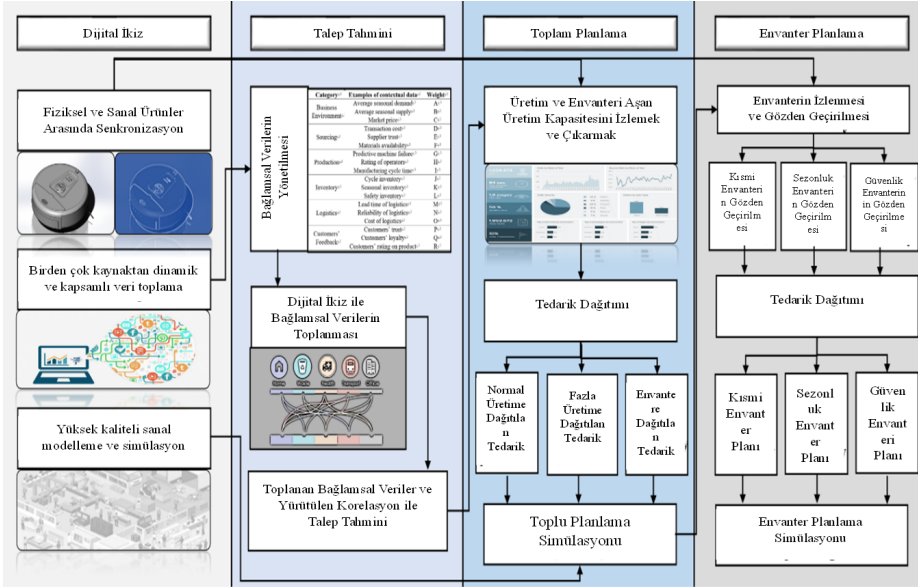 Dijital İkiz
Fiziksel ve Sanal Ürünler
Arasında Senkronizasyon
Birden çok kaynaktan dinamik
ve kapsamlı veri toplama
Yüksek kaliteli sanal
modelleme ve simülasyon
Talep Tahmini
Bağlamsal Verilerin
Yönetilmesi
Category Examples of contextual data Weight
Business
Environment
Average seasonal demand A
Average seasonal supply B
Market price C
Sourcing
Transaction cost D
Supplier trust E
Materials availability F
Production
Predictive machine failure G
Rating of operators H
Manufacturing cycle time I
Inventory
Cycle inventory J
Seasonal inventory K
Safety inventory L
Logistics
Lead time of logistics M
Reliability of logistics N
Cost of logistics O
Customers'
Feedback
Customers' trust P
Customers' loyalty Q
Customers' rating on product R
Dijital İkiz ile
Bağlamsal Verilerin
Toplanması
Toplanan Bağlamsal Veriler ve
Yürütülen Korelasyon ile
Talep Tahmini
Toplam Planlama
Üretim ve Envanteri Aşan
Üretim Kapasitesini İzlemek
ve Çıkarmak
Tedarik Dağıtımı
Normal
Üretime
Dağıtıla
n
Tedarik
Fazla
Üretime
Dağıtılan
Tedarik
Envante
re
Dağıtıla
n
Tedarik
Toplu Planlama
Simülasyonu
Envanter Planlama
Envanterin İzlenmesi
ve Gözden Geçirilmesi
Kısmi
Envanteri
n Gözden
Geçirilm
esi
Sezonluk
Envanteri
n Gözden
Geçirilm
esi
Güvenlik
Envanterin
in Gözden
Geçirilme
si
Tedarik Dağıtımı
Kısmi
Envanter
Planı
Sezonl
uk
Envanter
Planı
Güvenl
ik
Envant
eri
Planı
Envanter Planlama
Simülasyonu